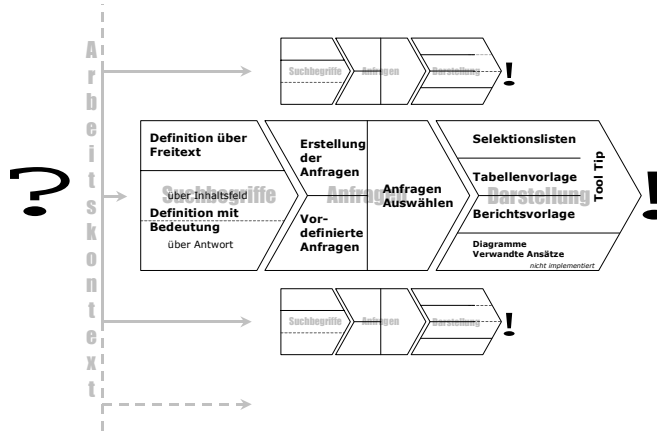 ?
Arbeitskontext
Suchbegriffe
Anfragen
Darstellung
!
Definition über
Freitext
Suchbegriffe
über Inhaltsfeld
Definition mit
Bedeutung
über Antwort
Erstellung
der
Anfragen
Anfragen
Vor-
definierte
Anfragen
Anfragen
Auswählen
Selektionslisten
Tabellenvorlage
Darstellung
Berichtsvorlage
Tool Tip
Diagramme
Verwandte Ansätze
nicht implementiert
!
Suchbegriffe
Anfragen
Darstellung
!